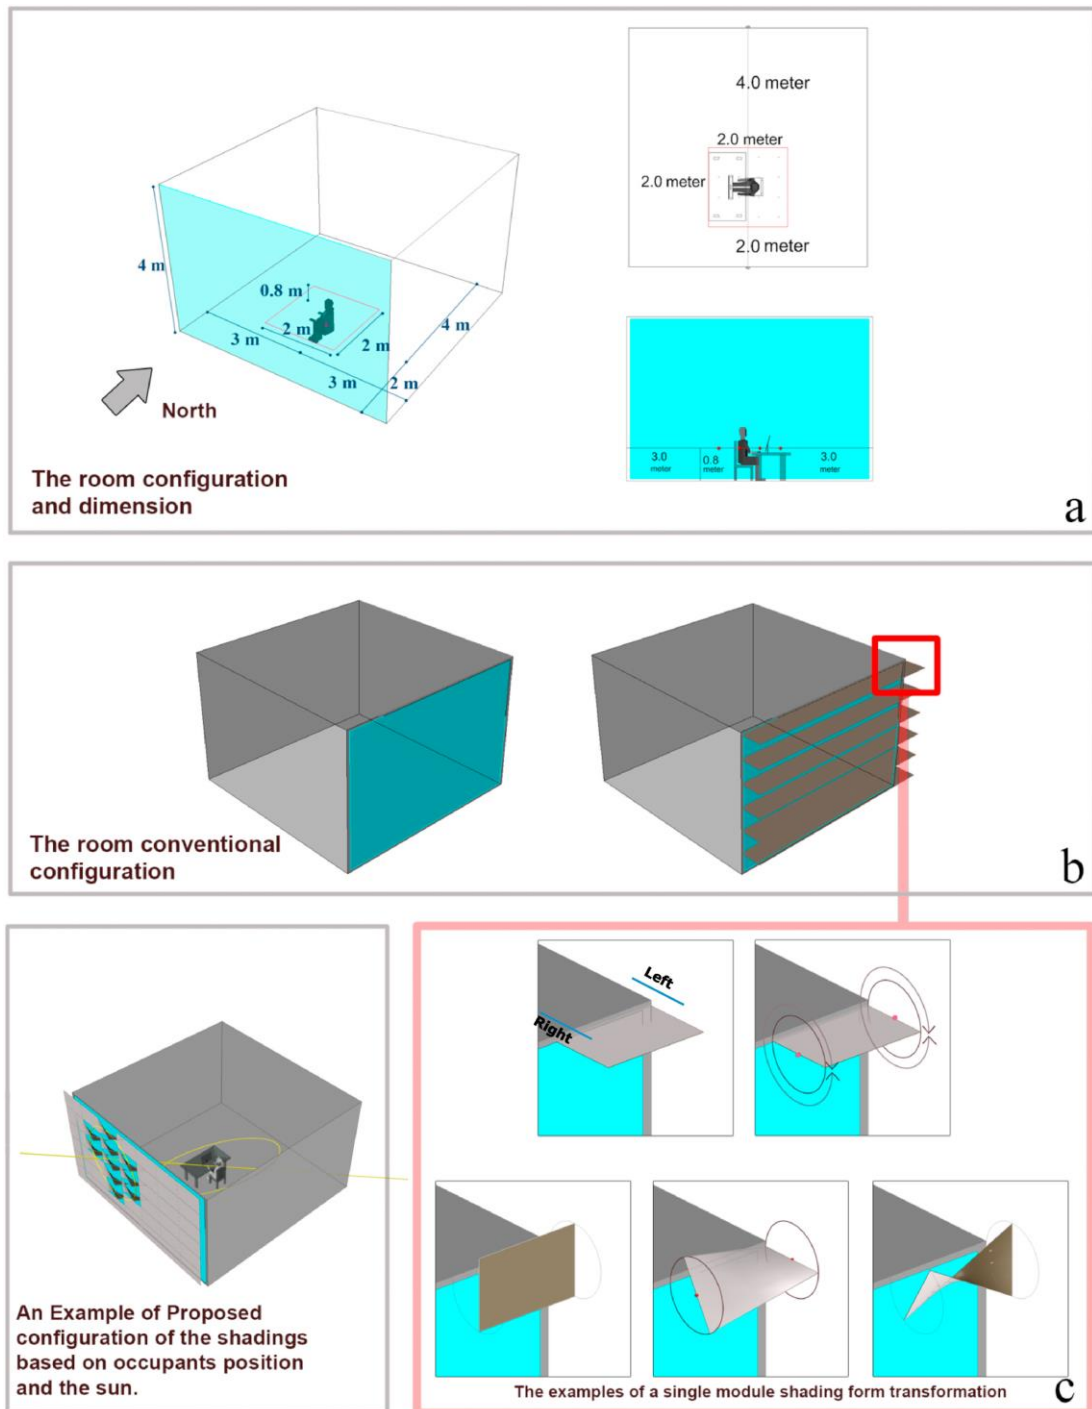 4 m
0.8 m
2 m
3 m
4 m
2 m
3 m
2 m
North
4.0 meter
2.0 meter
2.0 meter
2.0 meter
3.0
meter
0.8
meter
3.0
meter
The room configuration
and dimension
a
The room conventional
configuration
b
Left
Right
An Example of Proposed
configuration of the shadings
based on occupants position
and the sun.
The examples of a single module shading form transformation
c